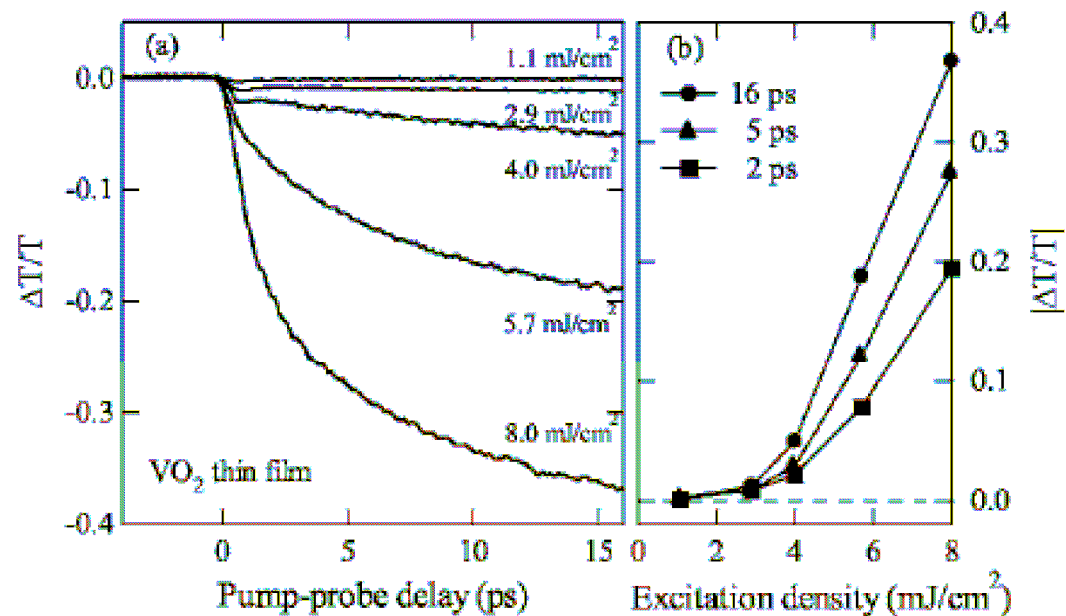 (a)
1.1 mJ/cm²
2.9 mJ/cm²
4.0 mJ/cm²
5.7 mJ/cm²
8.0 mJ/cm²
VO₂ thin film
0.0
-0.1
-0.2
-0.3
-0.4
ΔT/T
0
5
10
15
Pump-probe delay (ps)
(b)
16 ps
5 ps
2 ps
0.4
0.3
0.2
0.1
0.0
|ΔT/T|
0
2
4
6
8
Excitation density (mJ/cm²)